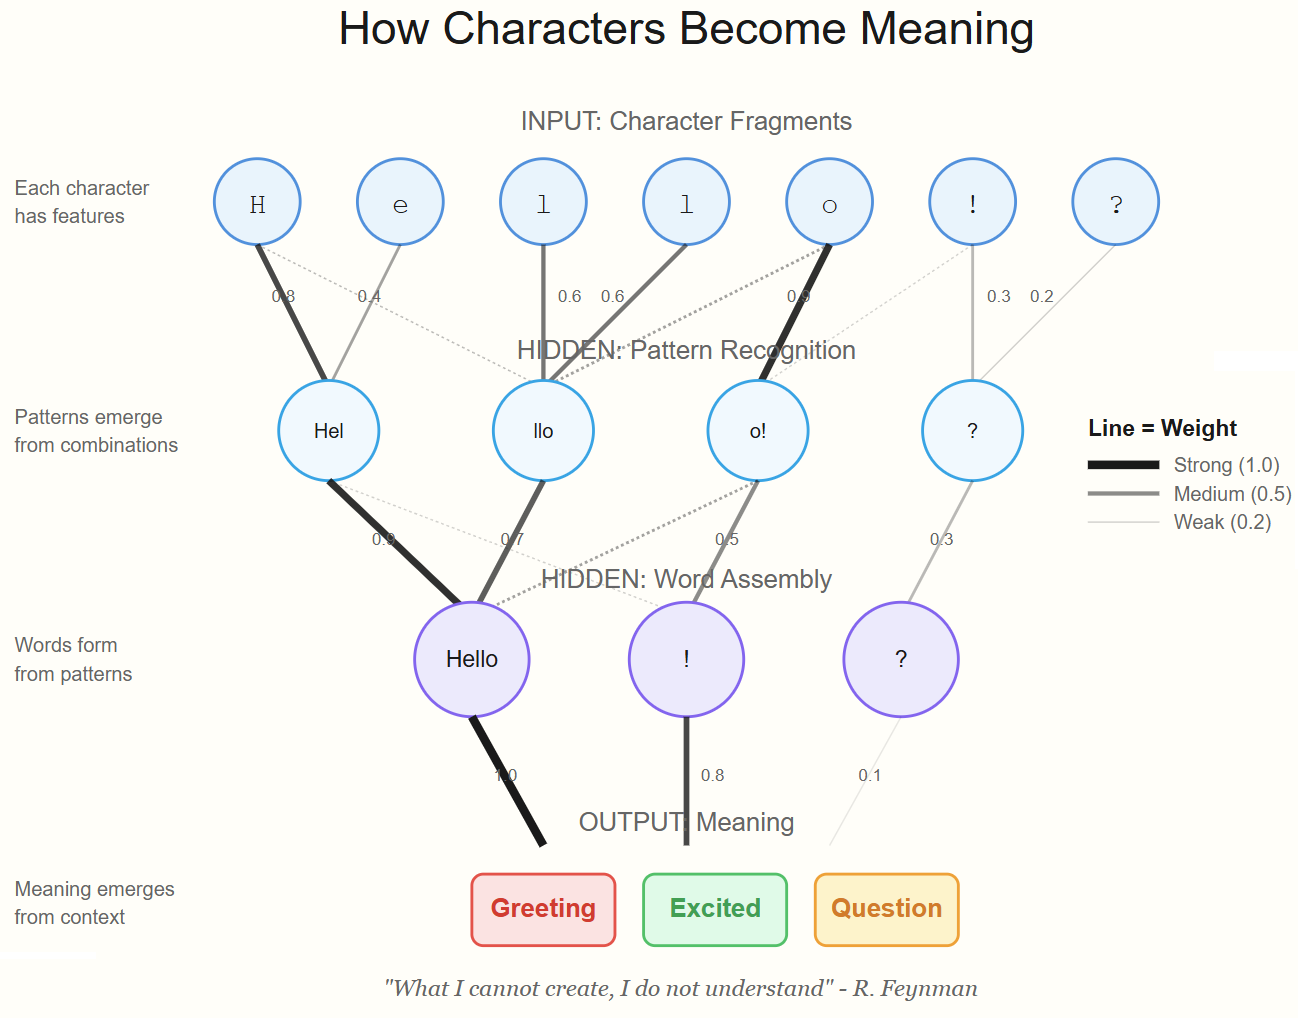 How Characters Become Meaning
INPUT: Character Fragments
Each character
has features
H
e
l
l
o
!
?
0.8
0.4
0.6
0.6
0.9
0.3
0.2
HIDDEN: Pattern Recognition
Patterns emerge
from combinations
Hel
llo
o!
?
Line = Weight
Strong (1.0)
Medium (0.5)
Weak (0.2)
0.9
0.7
0.5
0.3
HIDDEN: Word Assembly
Words form
from patterns
Hello
!
?
1.0
0.8
0.1
OUTPUT: Meaning
Meaning emerges
from context
Greeting
Excited
Question
"What I cannot create, I do not understand" - R. Feynman